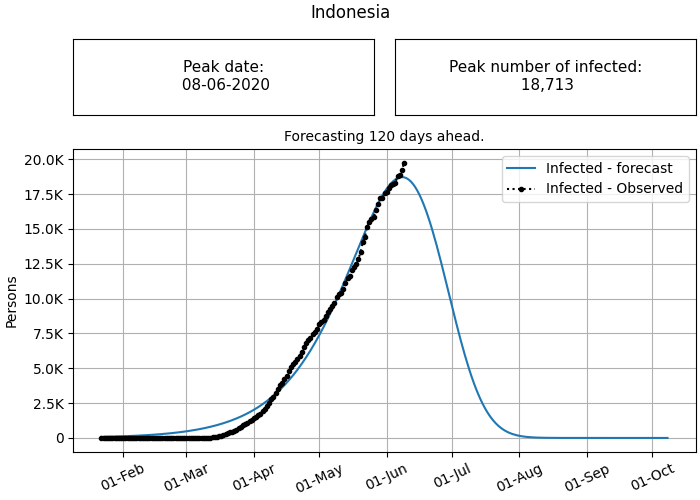 Indonesia
Peak date:
08-06-2020
Peak number of infected:
18,713
Forecasting 120 days ahead.
Infected - forecast
Infected - Observed
Persons
20.0K
17.5K
15.0K
12.5K
10.0K
7.5K
5.0K
2.5K
0
01-Feb
01-Mar
01-Apr
01-May
01-Jun
01-Jul
01-Aug
01-Sep
01-Oct